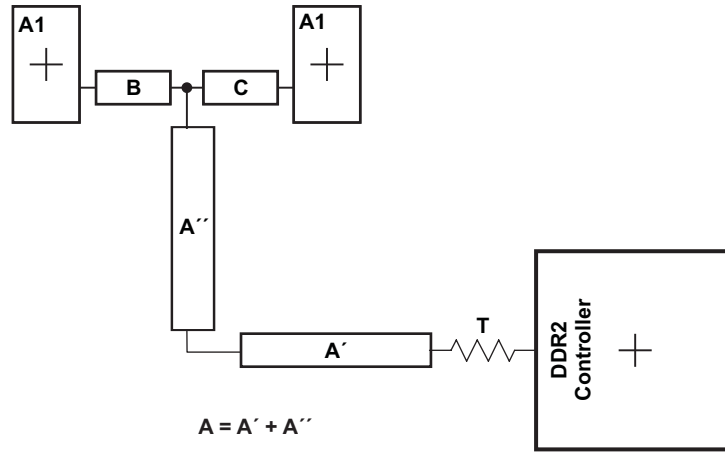 A1
A1
B
C
A´´
T
A´
DDR2
Controller
A = A´ + A´´